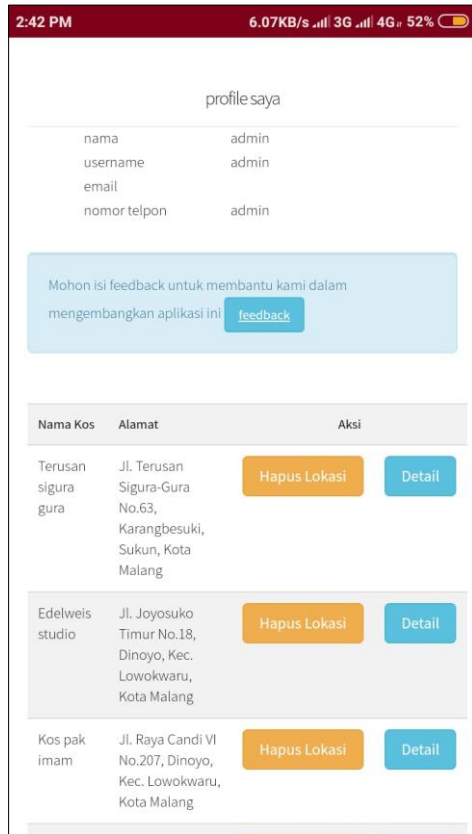 2:42 PM 6.07KB/s 3G 4G 52%
profile saya
nama admin
username admin
email
nomor telpon admin
Mohon isi feedback untuk membantu kami dalam
mengembangkan aplikasi ini feedback
Nama Kos Alamat Aksi
Terusan Jl. Terusan Hapus Lokasi Detail
sigura Sigura-Gura
gura No.63,
Karangbesuki,
Sukun, Kota
Malang
Edelweis Jl. Joyosuko Hapus Lokasi Detail
studio Timur No.18,
Dinoyo, Kec.
Lowokwaru,
Kota Malang
Kos pak Jl. Raya Candi VI Hapus Lokasi Detail
imam No.207, Dinoyo,
Kec. Lowokwaru,
Kota Malang